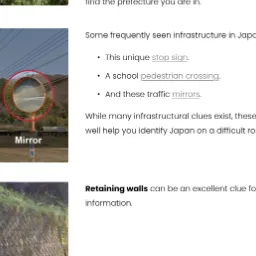 find the prefecture you are in.
Some frequently seen infrastructure in Japa
• This unique stop sign.
• A school pedestrian crossing.
• And these traffic mirrors.
While many infrastructural clues exist, these
well help you identify Japan on a difficult ro
Mirror
Retaining walls can be an excellent clue fo
information.